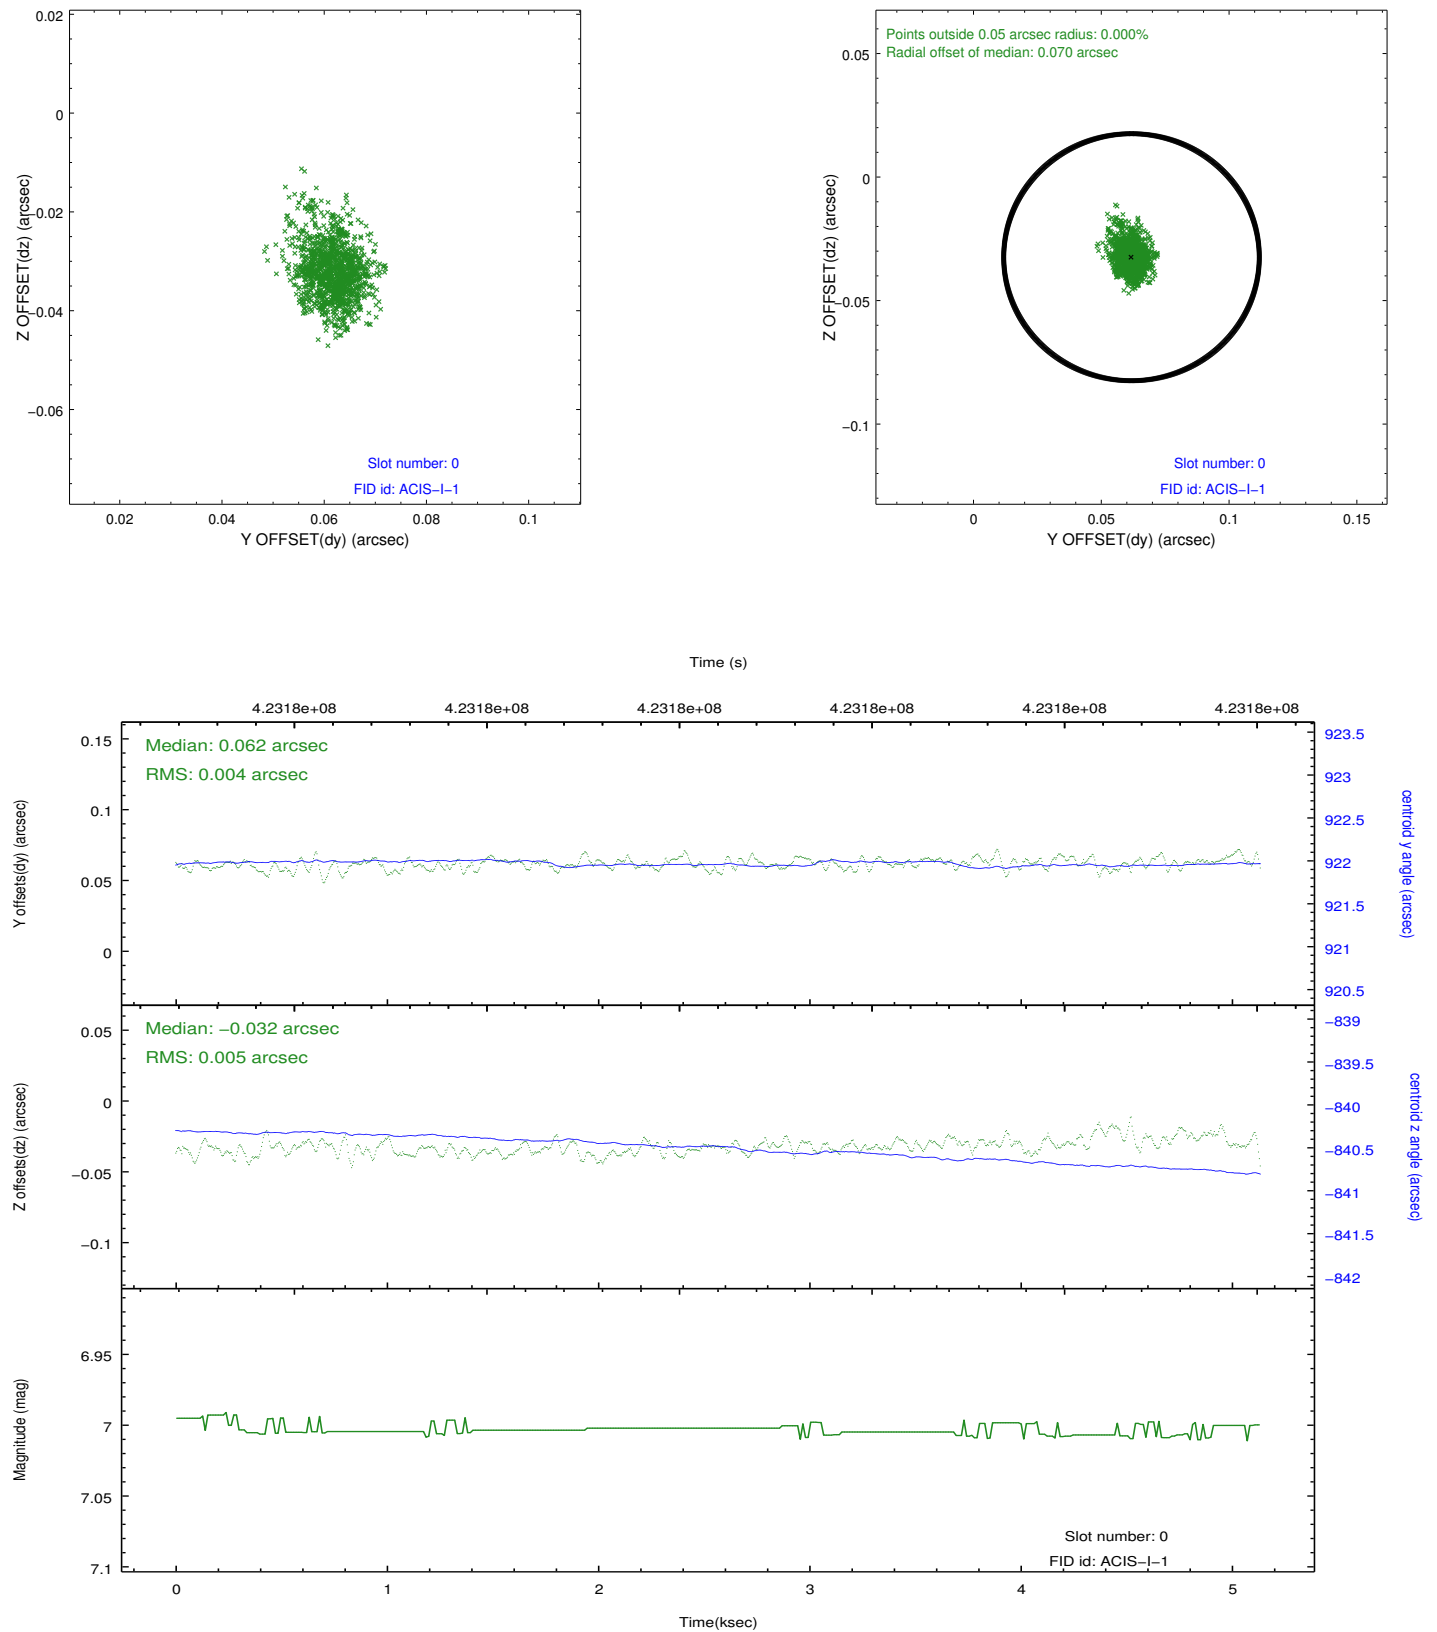 0.02
0
−0.02
−0.04
−0.06
Z OFFSET(dz) (arcsec)
Slot number: 0
FID id: ACIS−I−1
0.02 0.04 0.06 0.08 0.1
Y OFFSET(dy) (arcsec)
Points outside 0.05 arcsec radius: 0.000%
Radial offset of median: 0.070 arcsec
0.05
0
−0.05
−0.1
Z OFFSET(dz) (arcsec)
Slot number: 0
FID id: ACIS−I−1
0 0.05 0.1 0.15
Y OFFSET(dy) (arcsec)
Time (s)
4.2318e+08 4.2318e+08 4.2318e+08 4.2318e+08 4.2318e+08 4.2318e+08
Median: 0.062 arcsec
RMS: 0.004 arcsec
0.15
0.1
0.05
0
Y offsets(dy) (arcsec)
923.5
923
922.5
922
921.5
921
920.5
centroid y angle (arcsec)
Median: −0.032 arcsec
RMS: 0.005 arcsec
0.05
0
−0.05
−0.1
Z offsets(dz) (arcsec)
−839
−839.5
−840
−840.5
−841
−841.5
−842
centroid z angle (arcsec)
6.95
7
7.05
7.1
Magnitude (mag)
Slot number: 0
FID id: ACIS−I−1
0 1 2 3 4 5
Time(ksec)